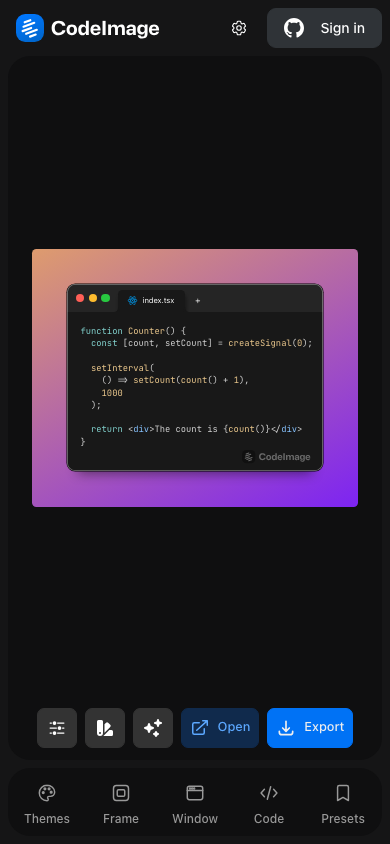 CodeImage
Sign in
index.tsx
+
function Counter() {
  const [count, setCount] = createSignal(0);

  setInterval(
    () => setCount(count() + 1),
    1000
  );

  return <div>The count is {count()}</div>
}
CodeImage
Open
Export
Themes
Frame
Window
Code
Presets